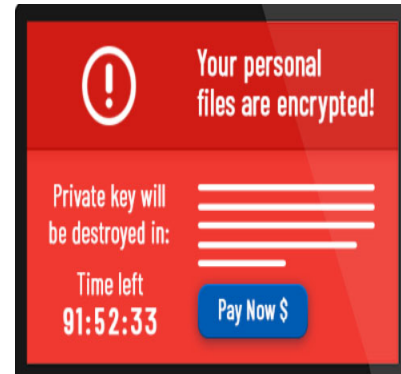 Your personal
files are encrypted!
Private key will
be destroyed in:
Time left
91:52:33
Pay Now $